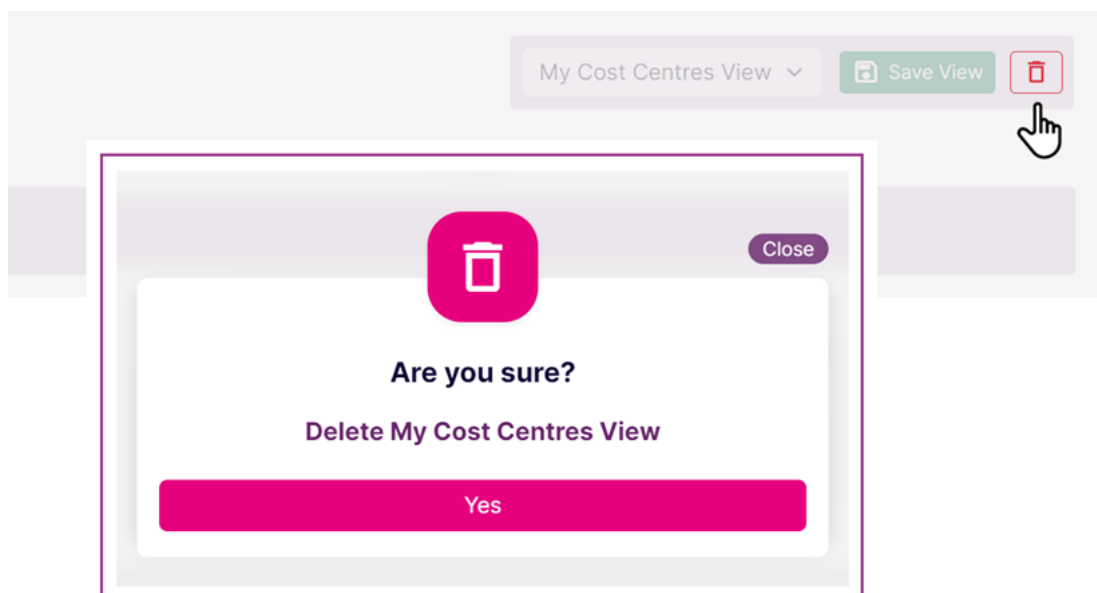 My Cost Centres View
Save View
Close
Are you sure?
Delete My Cost Centres View
Yes